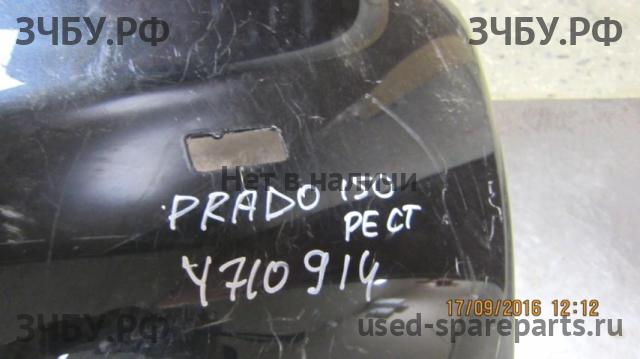 ЗЧБУ.РФ ЗЧБУ.РФ
Нет в наличии
PRADO 150
РЕСТ
Y710914
17/09/2016 12:12
ЗЧБУ.РФ used-spareparts.ru